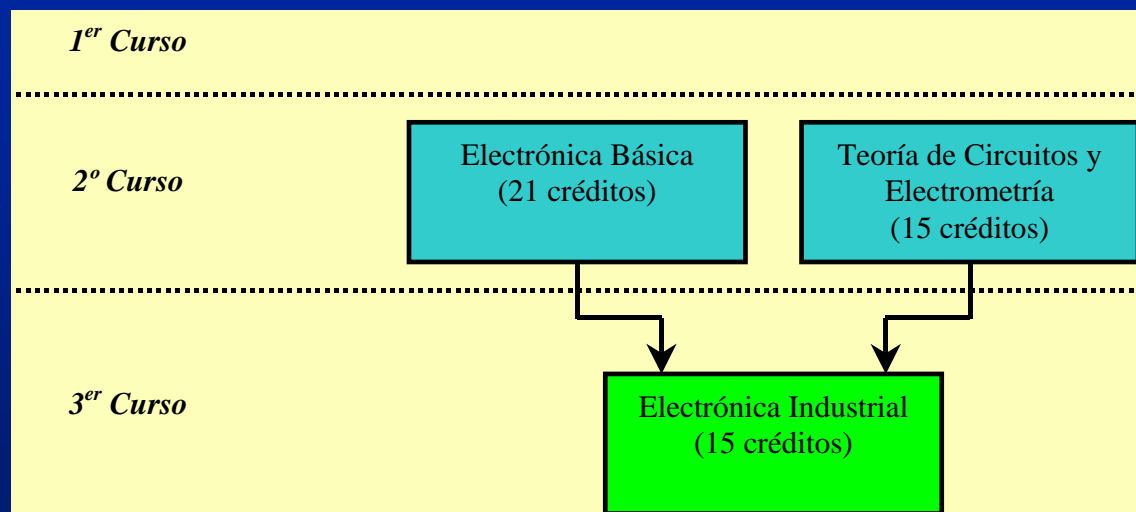 1er Curso
2º Curso
Electrónica Básica
(21 créditos)
Teoría de Circuitos y
Electrometría
(15 créditos)
3er Curso
Electrónica Industrial
(15 créditos)